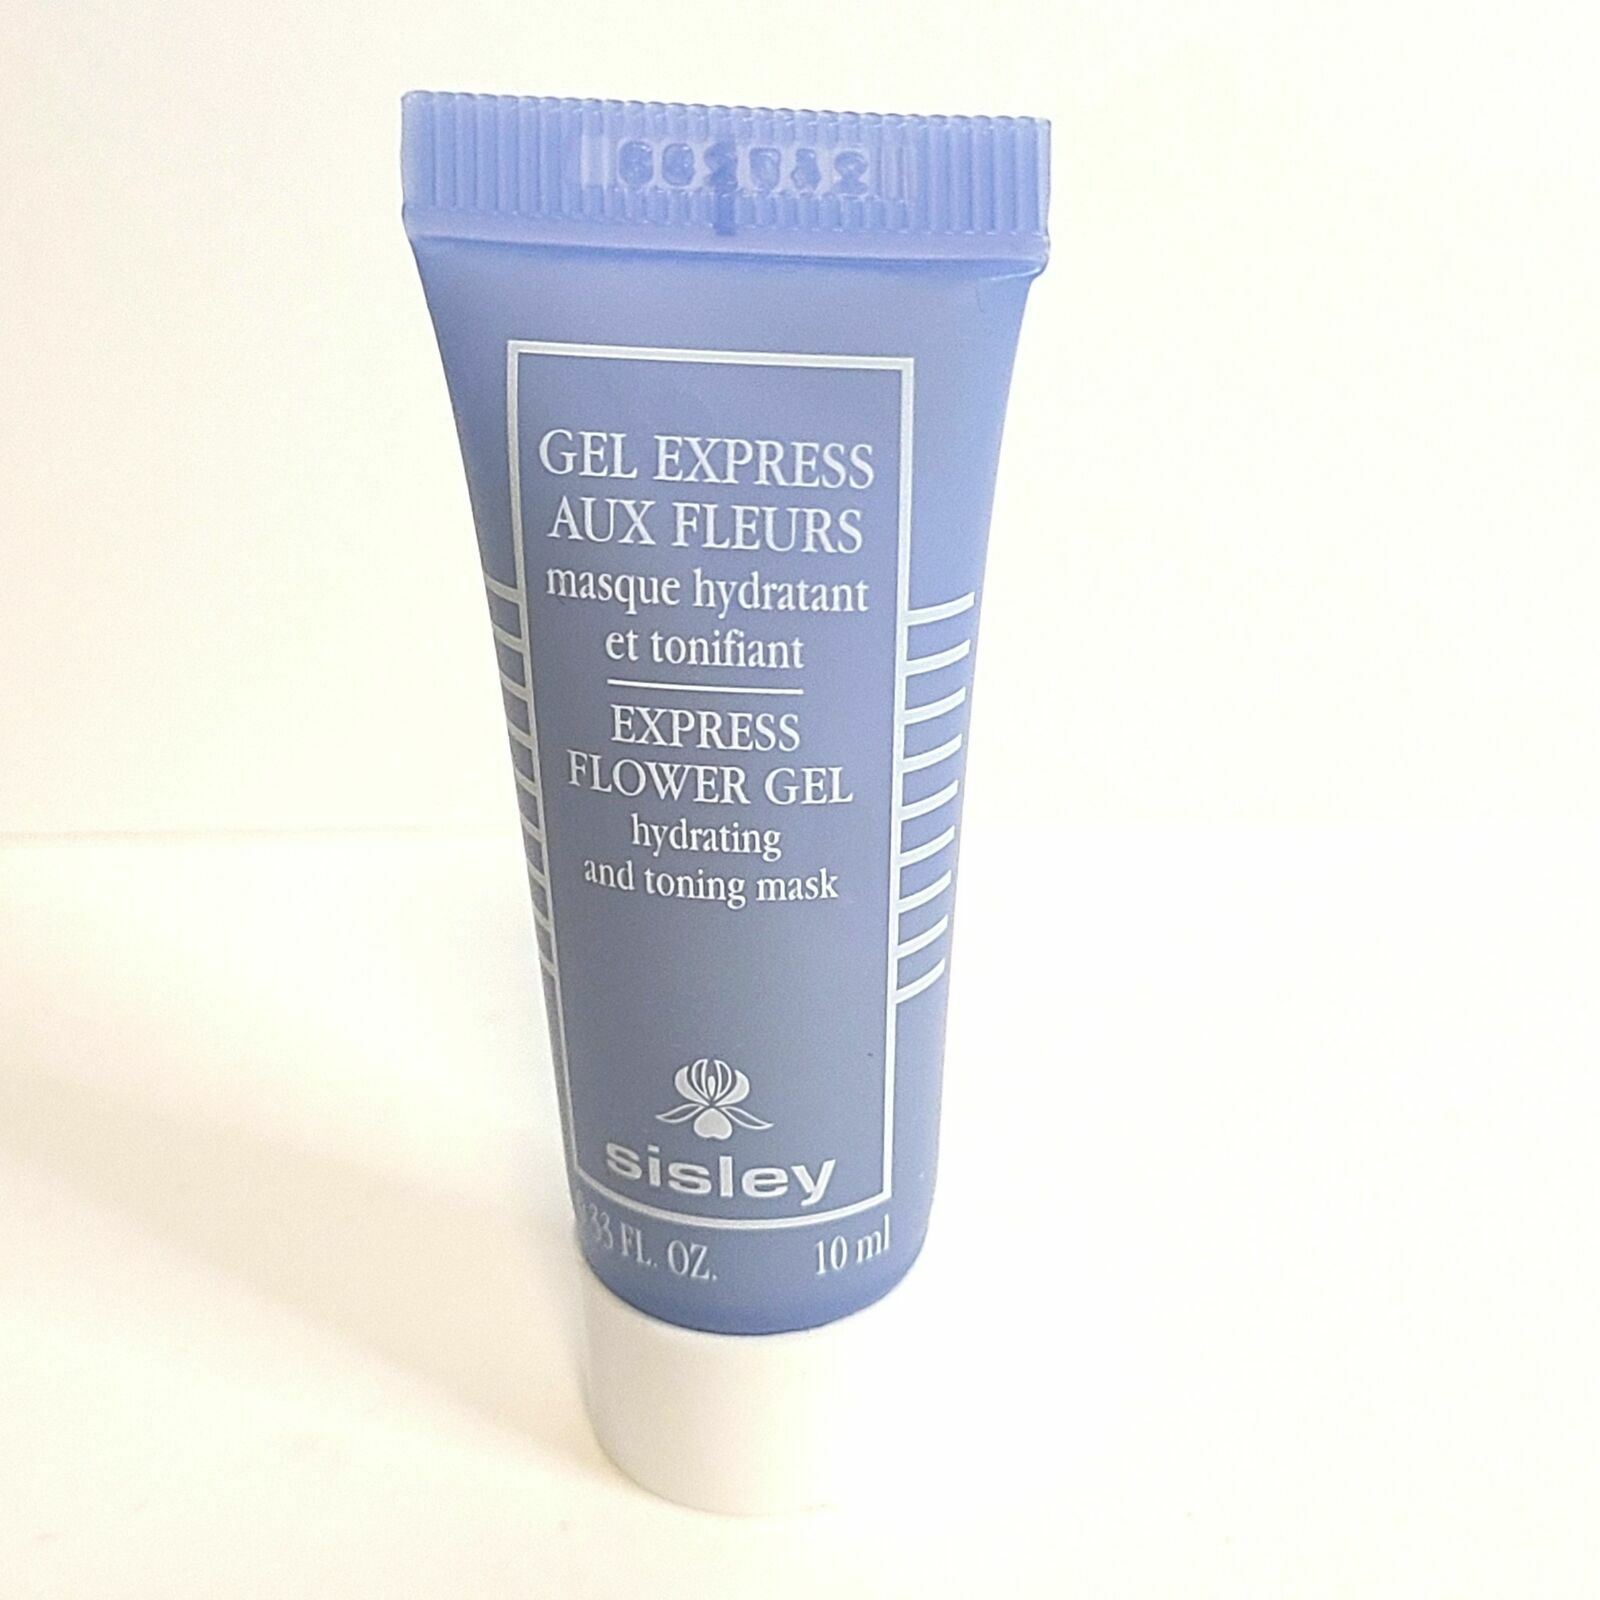 GEL EXPRESS
AUX FLEURS
masque hydratant
et tonifiant
EXPRESS
FLOWER GEL
hydrating
and toning mask
sisley
FL. OZ. 10 ml